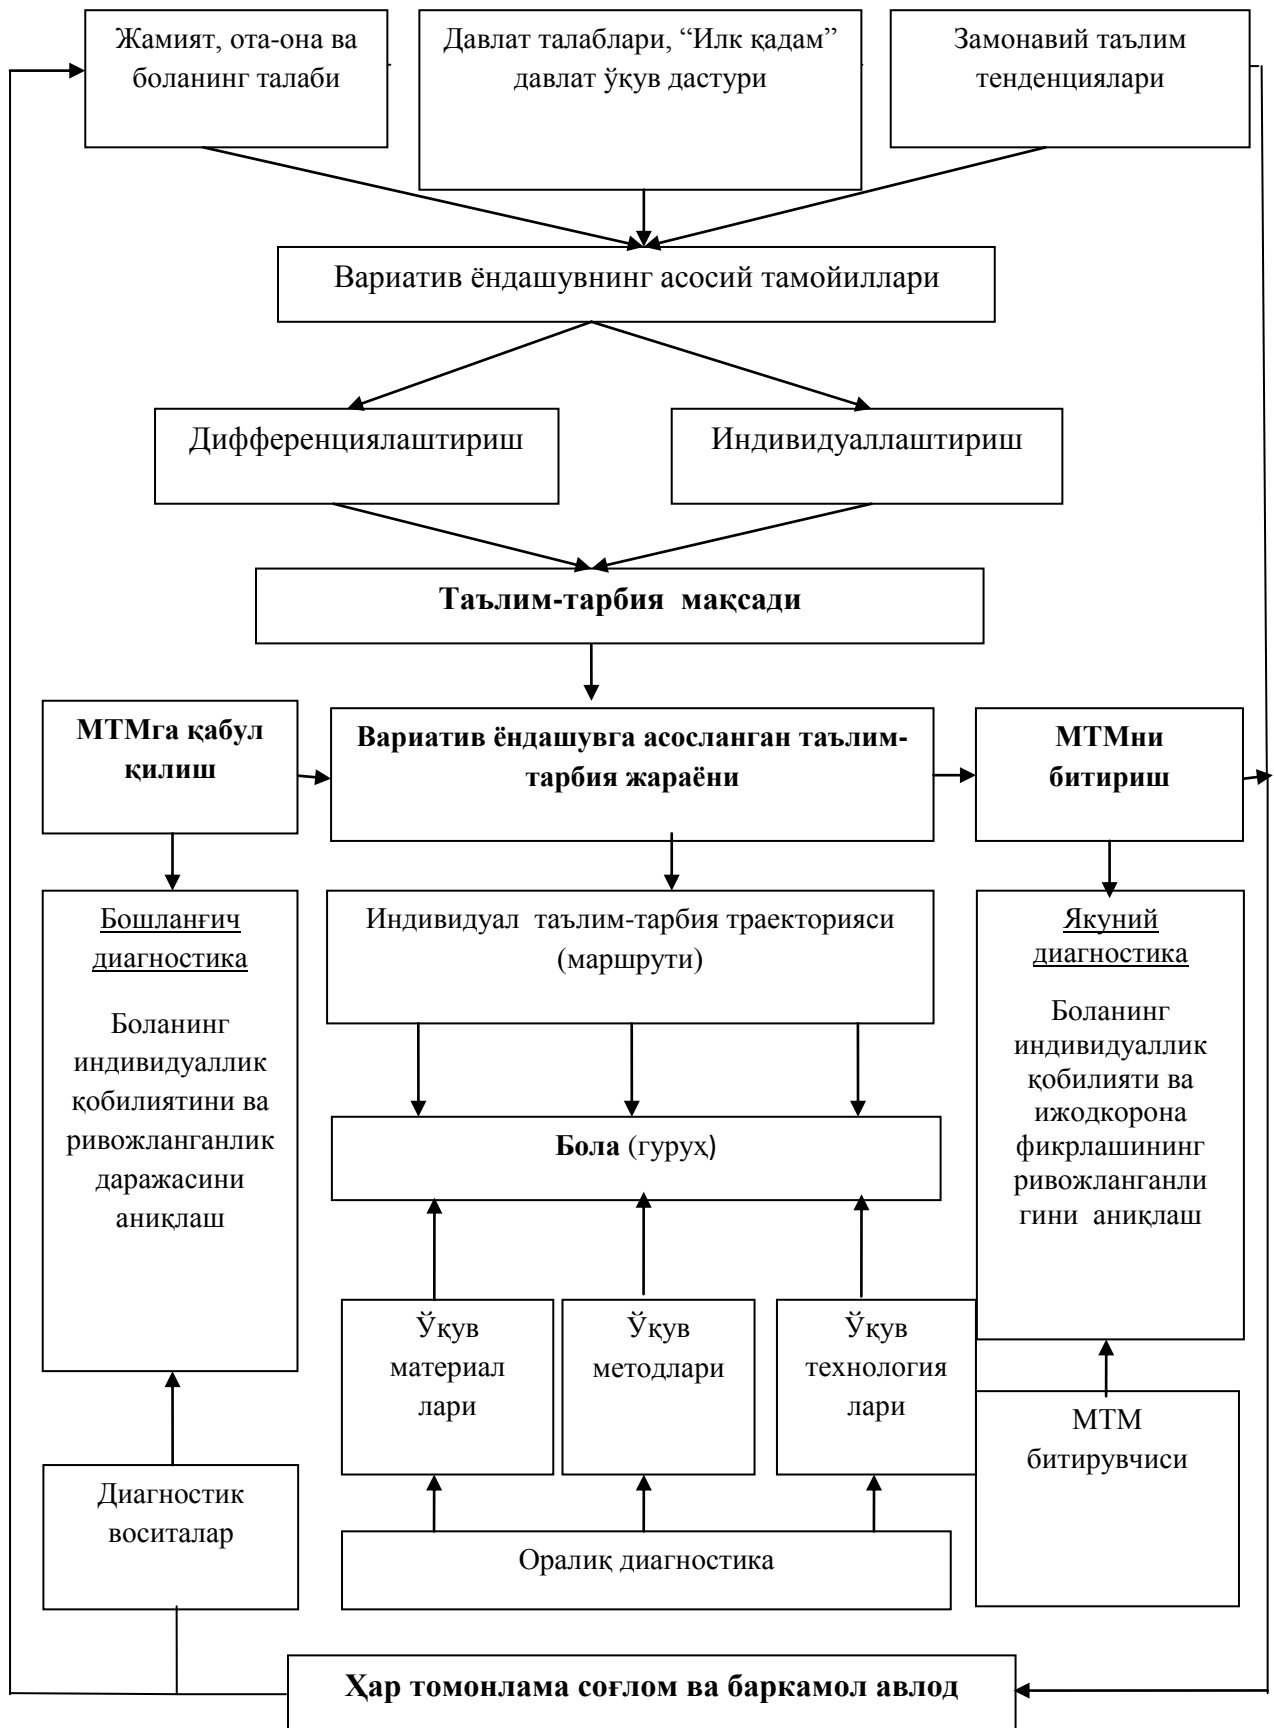 Жамият, ота-она ва
боланинг талаби
Давлат талаблари, “Илк қадам”
давлат ўқув дастури
Замонавий таълим
тенденциялари
Вариатив ёндашувнинг асосий тамойиллари
Дифференциялаштириш
Индивидуаллаштириш
Таълим-тарбия мақсади
МТМга қабул
қилиш
Вариатив ёндашувга асосланган таълим-
тарбия жараёни
МТМни
битириш
Бошланғич
диагностика
Боланинг
индивидуаллик
қобилиятини ва
ривожланганлик
даражасини
аниқлаш
Индивидуал таълим-тарбия траекторияси
(маршрути)
Якуний
диагностика
Боланинг
индивидуаллик
қобилияти ва
ижодкорона
фикрлашининг
ривожланганли
гини аниқлаш
Бола (гуруҳ)
Ўқув
материал
лари
Ўқув
методлари
Ўқув
технология
лари
МТМ
битирувчиси
Диагностик
воситалар
Оралиқ диагностика
Ҳар томонлама соғлом ва баркамол авлод